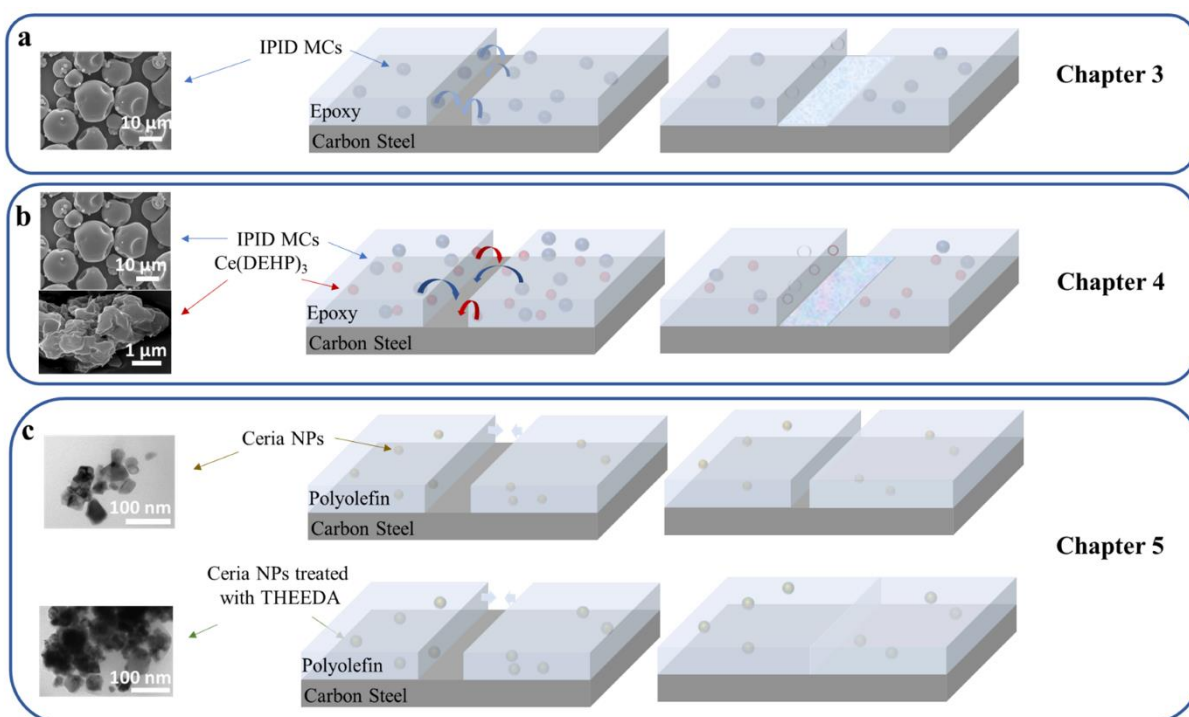 a
IPID MCs
10 µm
Epoxy
Carbon Steel
Chapter 3
b
IPID MCs
Ce(DEHP)₃
10 µm
1 µm
Epoxy
Carbon Steel
Chapter 4
c
Ceria NPs
100 nm
Polyolefin
Carbon Steel
Chapter 5
Ceria NPs treated
with THEEDA
100 nm
Polyolefin
Carbon Steel